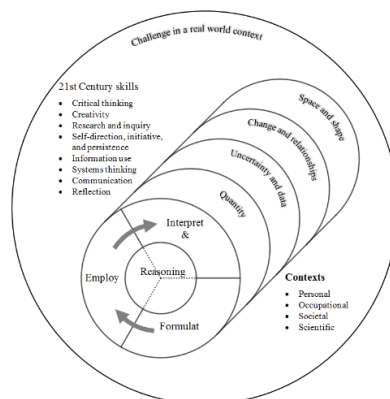 Challenge in a real world context
21st Century skills
Critical thinking
Creativity
Research and inquiry
Self-direction, initiative,
and persistence
Information use
Systems thinking
Communication
Reflection
Space and shape
Change and relationships
Uncertainty and data
Quantity
Interpret
&
Employ
Reasoning
Formulat
Contexts
Personal
Occupational
Societal
Scientific